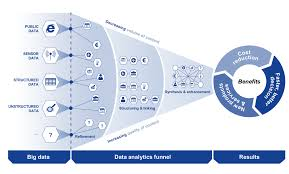 PUBLIC
DATA
SENSOR
DATA
STRUCTURED
DATA
UNSTRUCTURED
DATA
...
?
Decreasing volume of content
Refinement
Structuring & linking
Synthesis & enhancement
Increasing quality of content
Cost
reduction
Benefits
Faster, better
decisions
New products
& services
Big data
Data analytics funnel
Results